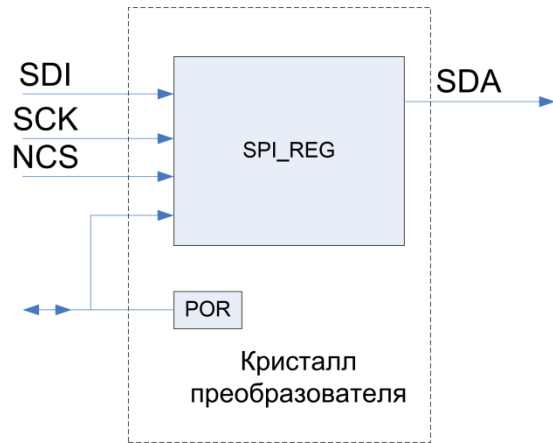 SDI
SDA
SCK
NCS
SPI_REG
POR
Кристалл
преобразователя